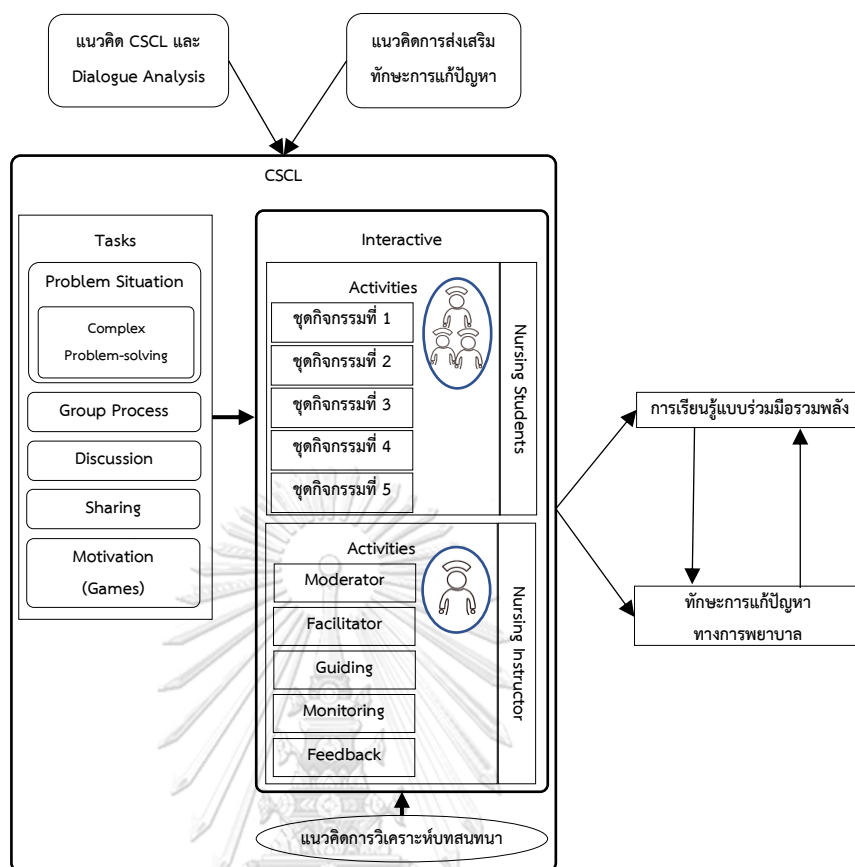 แนวคิด CSCL และ
Dialogue Analysis
แนวคิดการส่งเสริม
ทักษะการแก้ปัญหา
CSCL
Tasks
Problem Situation
Complex
Problem-solving
Group Process
Discussion
Sharing
Motivation
(Games)
Interactive
Activities
ชุดกิจกรรมที่ 1
ชุดกิจกรรมที่ 2
ชุดกิจกรรมที่ 3
ชุดกิจกรรมที่ 4
ชุดกิจกรรมที่ 5
Nursing Students
Activities
Moderator
Facilitator
Guiding
Monitoring
Feedback
Nursing Instructor
แนวคิดการวิเคราะห์บทสนทนา
การเรียนรู้แบบร่วมมือรวมพลัง
ทักษะการแก้ปัญหา
ทางการพยาบาล